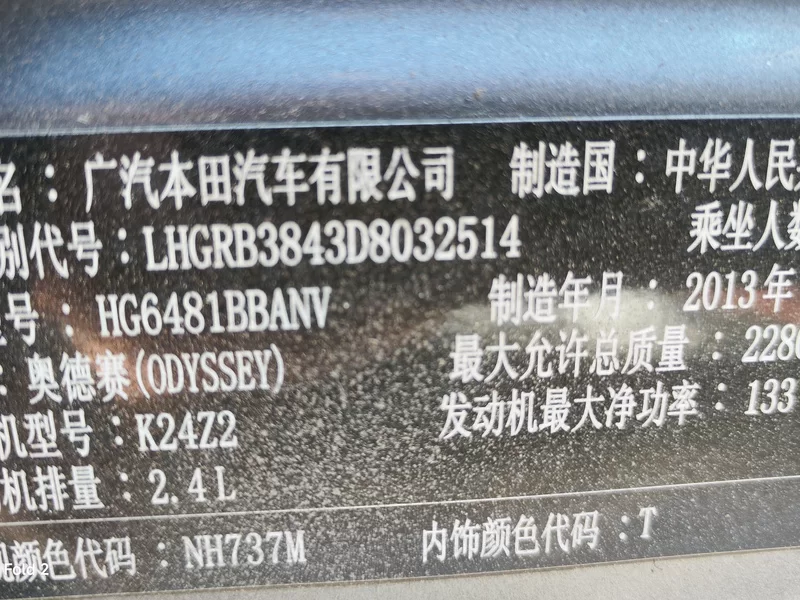 名：广汽本田汽车有限公司 制造国：中华人民
别代号：LHGRB3843D8032514 乘坐人数
号：HG6481BBANV 制造年月：2013年
：奥德赛(ODYSSEY) 最大允许总质量：2280
机型号：K24Z2 发动机最大净功率：133
机排量：2.4L
观颜色代码：NH737M 内饰颜色代码：T
Fold 2